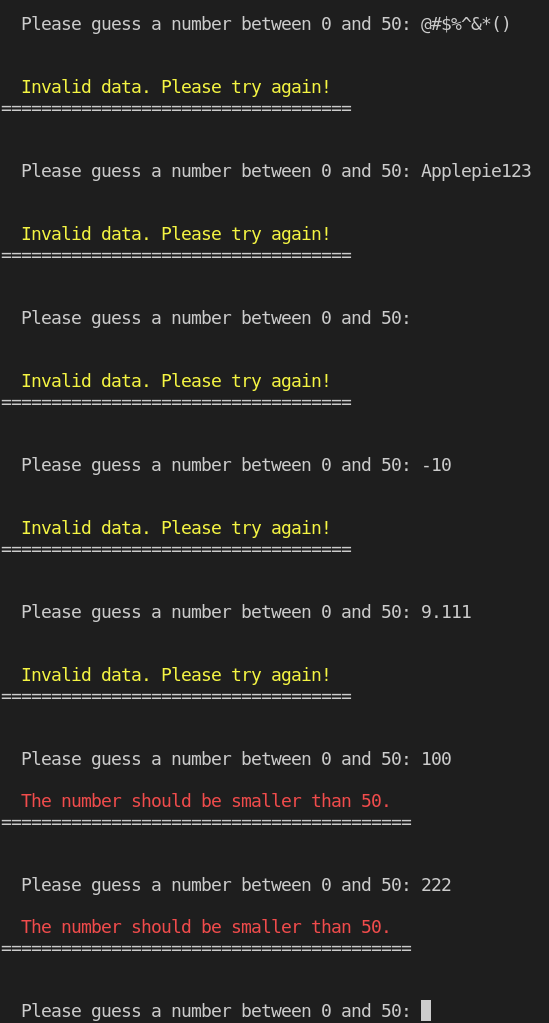 Please guess a number between 0 and 50: @#$%^&*()
Invalid data. Please try again!
===================================
Please guess a number between 0 and 50: Applepie123
Invalid data. Please try again!
===================================
Please guess a number between 0 and 50:
Invalid data. Please try again!
===================================
Please guess a number between 0 and 50: -10
Invalid data. Please try again!
===================================
Please guess a number between 0 and 50: 9.111
Invalid data. Please try again!
===================================
Please guess a number between 0 and 50: 100
The number should be smaller than 50.
=========================================
Please guess a number between 0 and 50: 222
The number should be smaller than 50.
=========================================
Please guess a number between 0 and 50: